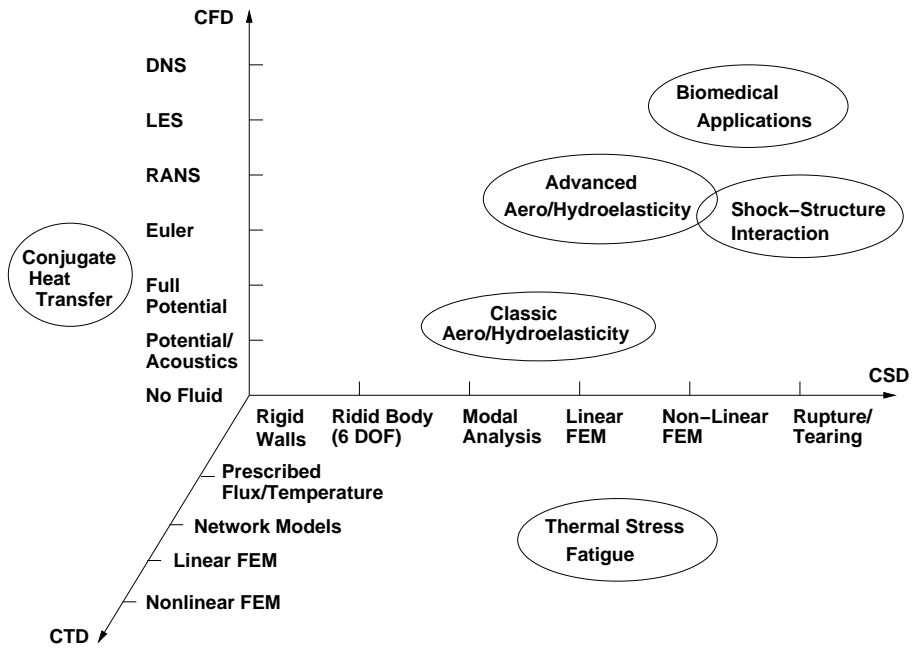 CFD
DNS
LES
RANS
Euler
Full
Potential
Potential/
Acoustics
No Fluid
Conjugate
Heat
Transfer
Biomedical
Applications
Advanced
Aero/Hydroelasticity
Shock−Structure
Interaction
Classic
Aero/Hydroelasticity
CSD
Rigid
Walls
Ridid Body
(6 DOF)
Modal
Analysis
Linear
FEM
Non−Linear
FEM
Rupture/
Tearing
Prescribed
Flux/Temperature
Network Models
Linear FEM
Nonlinear FEM
CTD
Thermal Stress
Fatigue